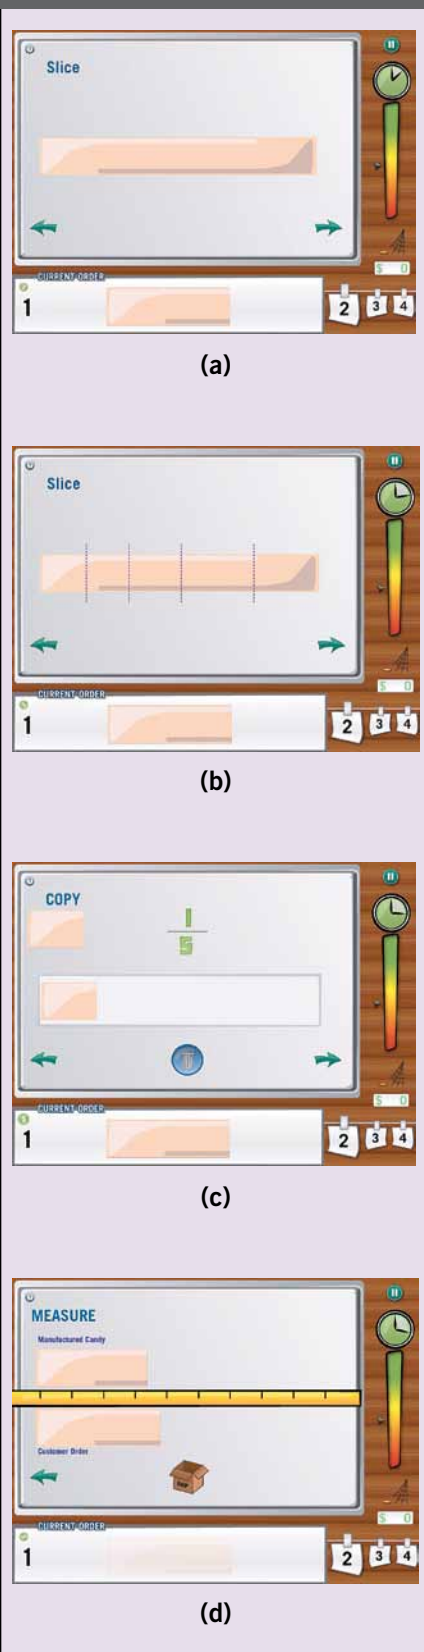 Slice
$ 0
CURRENT ORDER
1
2 3 4
(a)
Slice
$ 0
CURRENT ORDER
1
2 3 4
(b)
COPY
1
5
$ 0
CURRENT ORDER
1
2 3 4
(c)
MEASURE
Manufactured Candy
Customer Order
$ 0
CURRENT ORDER
1
2 3 4
(d)